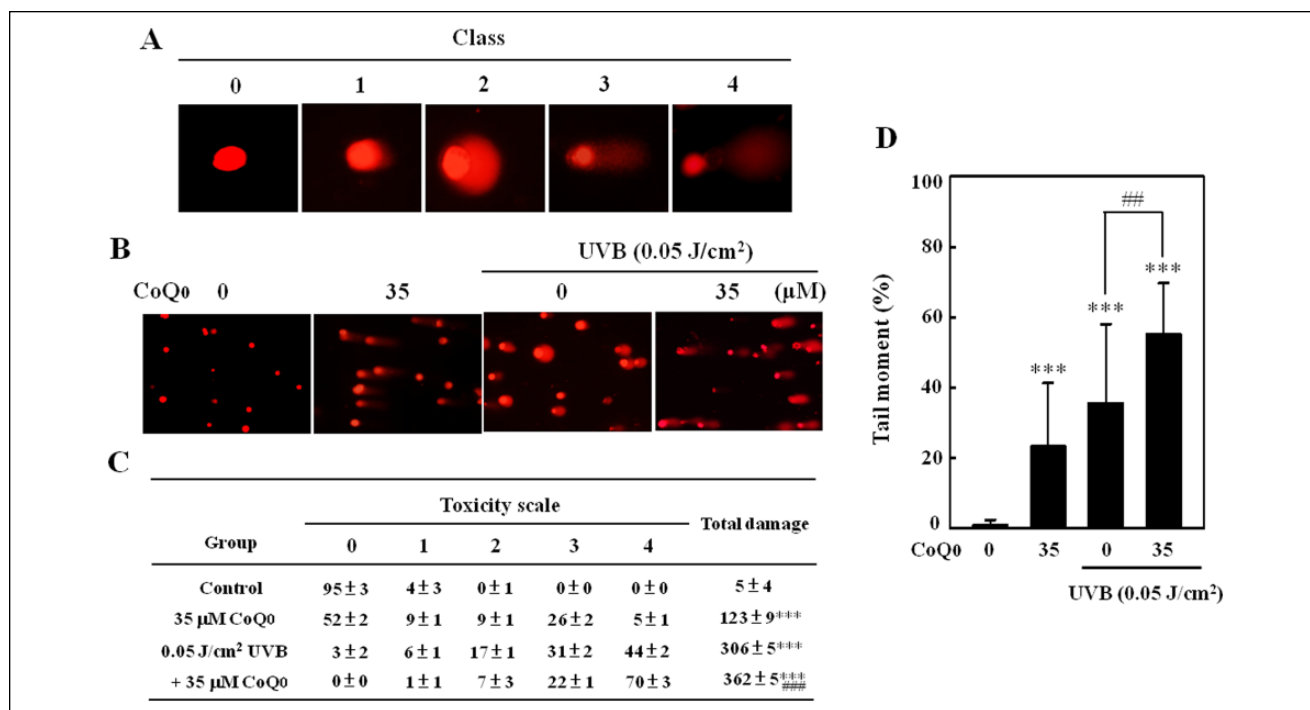 A
Class
0 1 2 3 4
B
UVB (0.05 J/cm²)
CoQ0 0 35 0 35 (μM)
C
Toxicity scale
Total damage
Group 0 1 2 3 4
Control 95±3 4±3 0±1 0±0 0±0 5±4
35 μM CoQ0 52±2 9±1 9±1 26±2 5±1 123±9***
0.05 J/cm² UVB 3±2 6±1 17±1 31±2 44±2 306±5***
+ 35 μM CoQ0 0±0 1±1 7±3 22±1 70±3 362±5***
###
D
Tail moment (%)
100
80
60
40
20
0
##
***
***
***
CoQ0 0 35 0 35
UVB (0.05 J/cm²)